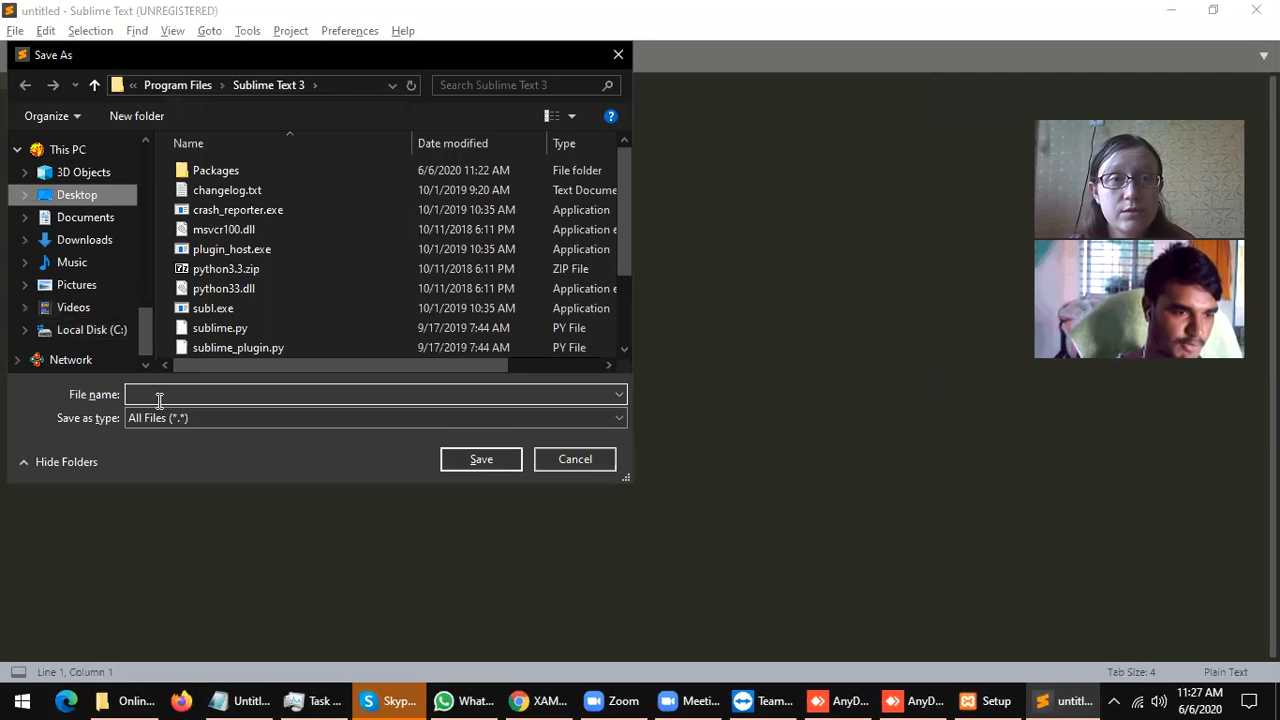 untitled - Sublime Text (UNREGISTERED)
File Edit Selection Find View Goto Tools Project Preferences Help
Save As
« Program Files › Sublime Text 3 › Search Sublime Text 3
Organize New folder
Name Date modified Type
This PC
3D Objects
Desktop
Documents
Downloads
Music
Pictures
Videos
Local Disk (C:)
Network
Packages 6/6/2020 11:22 AM File folder
changelog.txt 10/1/2019 9:20 AM Text Docume
crash_reporter.exe 10/1/2019 10:35 AM Application
msvcr100.dll 10/11/2018 6:11 PM Application e
plugin_host.exe 10/1/2019 10:35 AM Application
python3.3.zip 10/11/2018 6:11 PM ZIP File
python33.dll 10/11/2018 6:11 PM Application e
subl.exe 10/1/2019 10:35 AM Application
sublime.py 9/17/2019 7:44 AM PY File
sublime_plugin.py 9/17/2019 7:44 AM PY File
File name:
Save as type: All Files (*.*)
Hide Folders Save Cancel
Line 1, Column 1 Tab Size: 4 Plain Text
Onlin... Untitl... Task ... Skyp... What... XAM... Zoom Meeti... Team... AnyD... AnyD... Setup untitl... 11:27 AM
6/6/2020